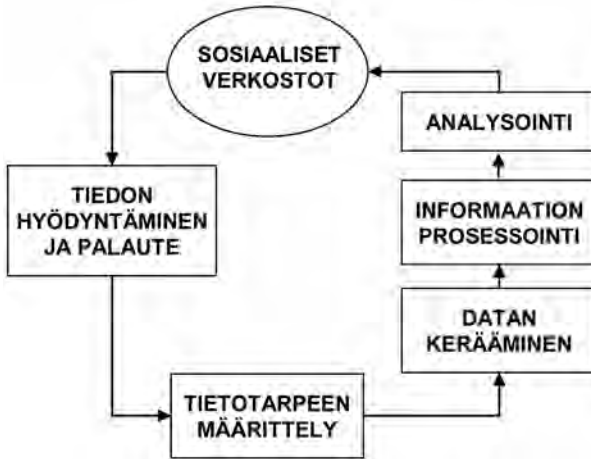 SOSIAALISET
VERKOSTOT
ANALYSOINTI
TIEDON
HYÖDYNTÄMINEN
JA PALAUTE
INFORMAATION
PROSESSOINTI
DATAN
KERÄÄMINEN
TIETOTARPEEN
MÄÄRITTELY